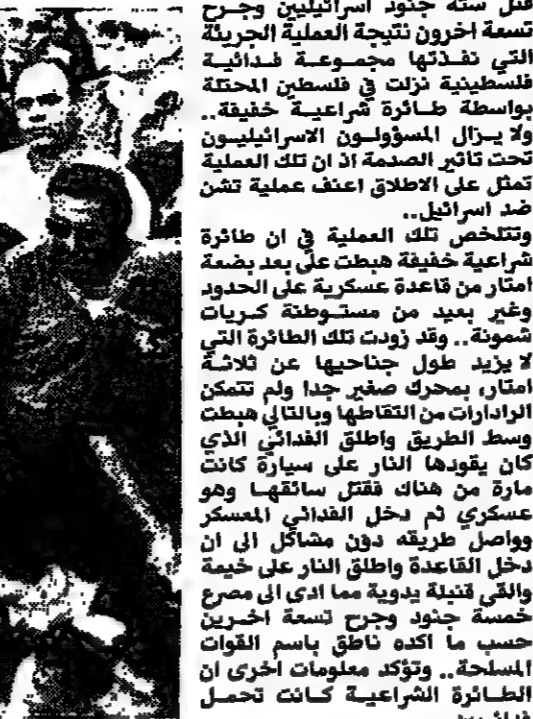 قتل ستة جنود اسرائيليين وجرح
تسعة اخرون نتيجة العملية الجريئة
التي نفذتها مجموعة فدائية
فلسطينية نزلت في فلسطين المحتلة
بواسطة طائرة شراعية خفيفة..
ولا يزال المسؤولون الاسرائيليون
تحت تاثير الصدمة اذ ان تلك العملية
تمثل على الاطلاق اعنف عملية تشن
ضد اسرائيل..
وتتلخص تلك العملية في ان طائرة
شراعية خفيفة هبطت على بعد بضعة
امتار من قاعدة عسكرية على الحدود
وغير بعيد من مستوطنة كريات
شمونة.. وقد زودت تلك الطائرة التي
لا يزيد طول جناحيها عن ثلاثة
امتار، بمحرك صغير جدا ولم تتمكن
الرادارات من التقاطها وبالتالي هبطت
وسط الطريق واطلق الفدائي الذي
كان يقودها النار على سيارة كانت
مارة من هناك فقتل سائقها وهو
عسكري ثم دخل الفدائي المعسكر
وواصل طريقه دون مشاكل الى ان
دخل القاعدة واطلق النار على خيمة
والقى قنبلة يدوية مما ادى الى مصرع
خمسة جنود وجرح تسعة اخرين
حسب ما اكده ناطق باسم القوات
المسلحة.. وتؤكد معلومات اخرى ان
الطائرة الشراعية كانت تحمل